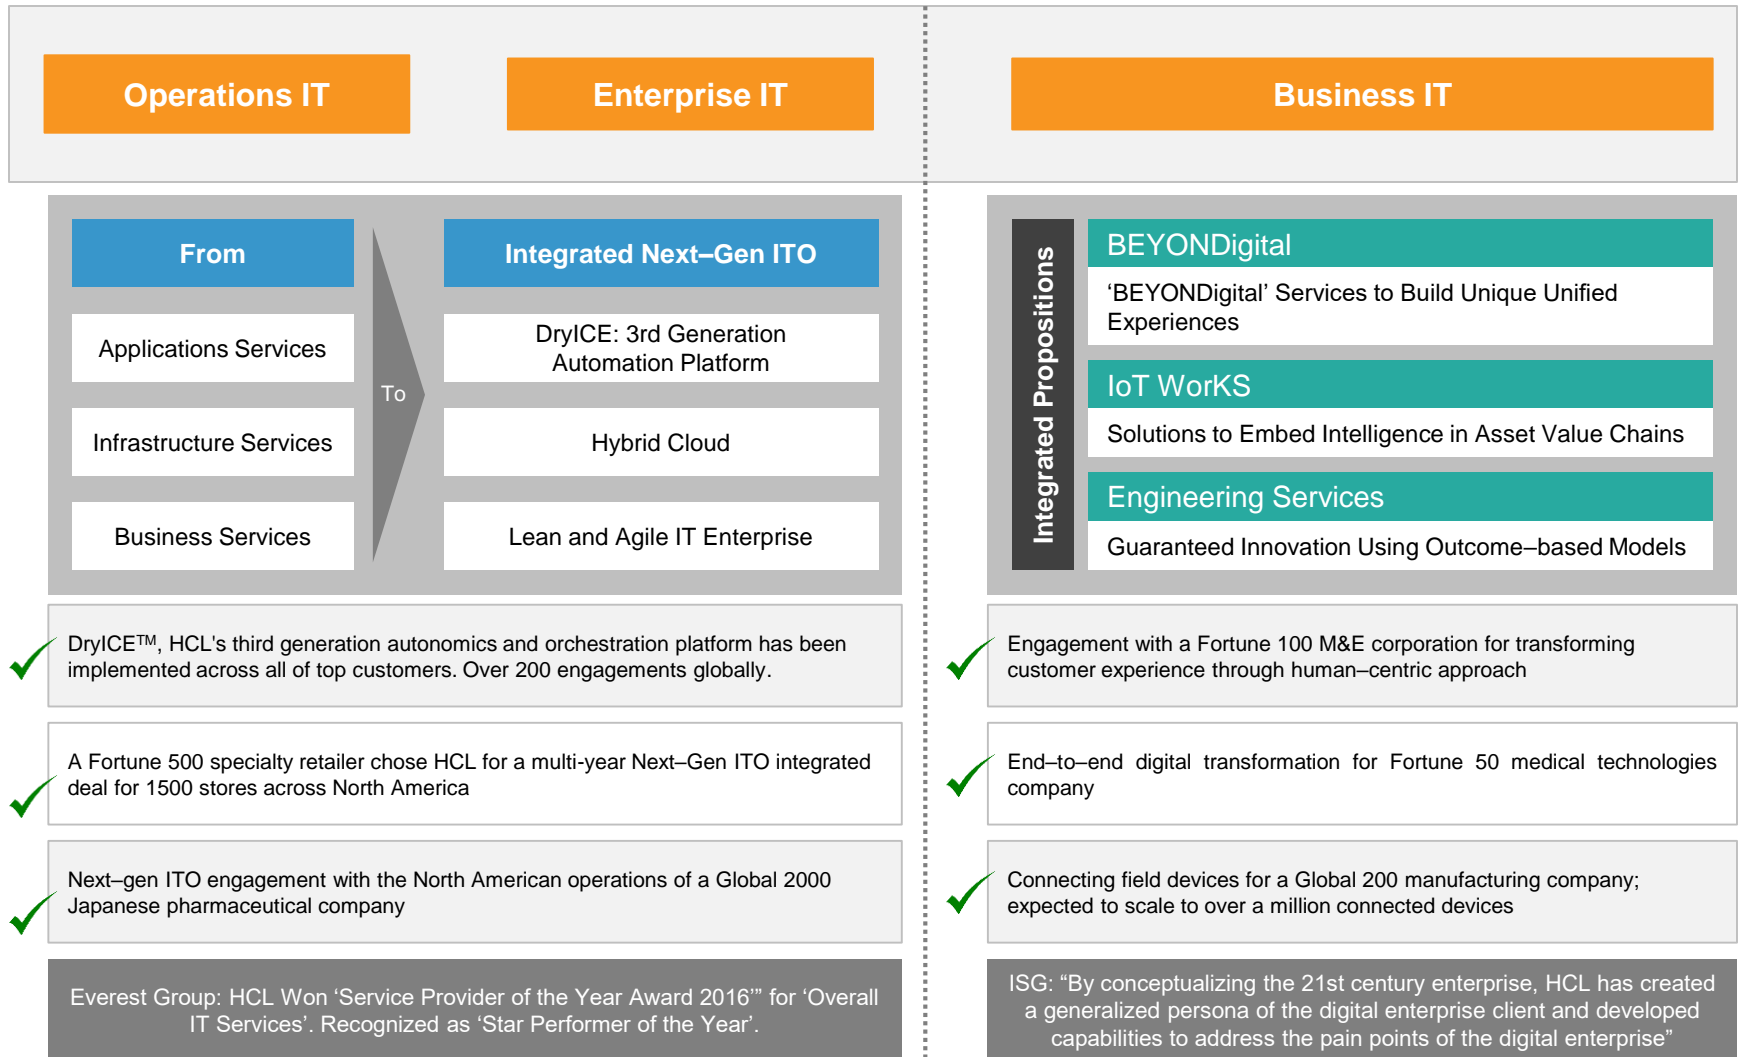 Operations IT
Enterprise IT
Business IT
From
Integrated Next–Gen ITO
Applications Services
Infrastructure Services
Business Services
To
DryICE: 3rd Generation
Automation Platform
Hybrid Cloud
Lean and Agile IT Enterprise
DryICE™, HCL's third generation autonomics and orchestration platform has been
implemented across all of top customers. Over 200 engagements globally.
A Fortune 500 specialty retailer chose HCL for a multi-year Next–Gen ITO integrated
deal for 1500 stores across North America
Next–gen ITO engagement with the North American operations of a Global 2000
Japanese pharmaceutical company
Everest Group: HCL Won ‘Service Provider of the Year Award 2016’” for ‘Overall
IT Services’. Recognized as ‘Star Performer of the Year’.
Integrated Propositions
BEYONDigital
‘BEYONDigital’ Services to Build Unique Unified
Experiences
IoT WorKS
Solutions to Embed Intelligence in Asset Value Chains
Engineering Services
Guaranteed Innovation Using Outcome–based Models
Engagement with a Fortune 100 M&E corporation for transforming
customer experience through human–centric approach
End–to–end digital transformation for Fortune 50 medical technologies
company
Connecting field devices for a Global 200 manufacturing company;
expected to scale to over a million connected devices
ISG: “By conceptualizing the 21st century enterprise, HCL has created
a generalized persona of the digital enterprise client and developed
capabilities to address the pain points of the digital enterprise”